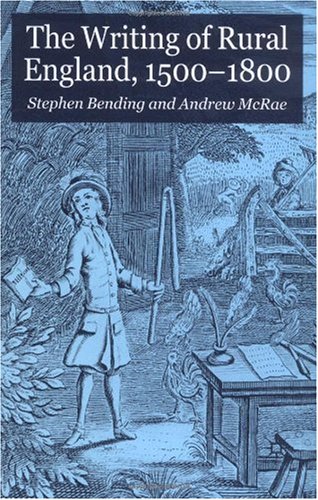 The Writing of Rural
England, 1500–1800
Stephen Bending and Andrew McRae